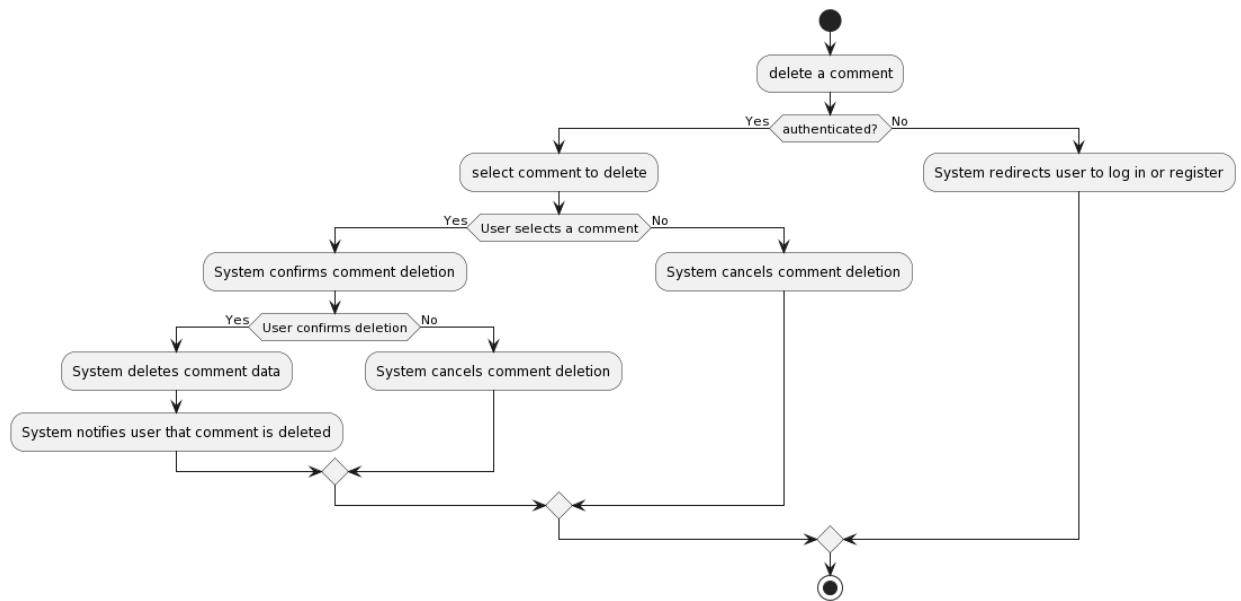 delete a comment
Yes
authenticated?
No
select comment to delete
System redirects user to log in or register
Yes
User selects a comment
No
System confirms comment deletion
System cancels comment deletion
Yes
User confirms deletion
No
System deletes comment data
System cancels comment deletion
System notifies user that comment is deleted